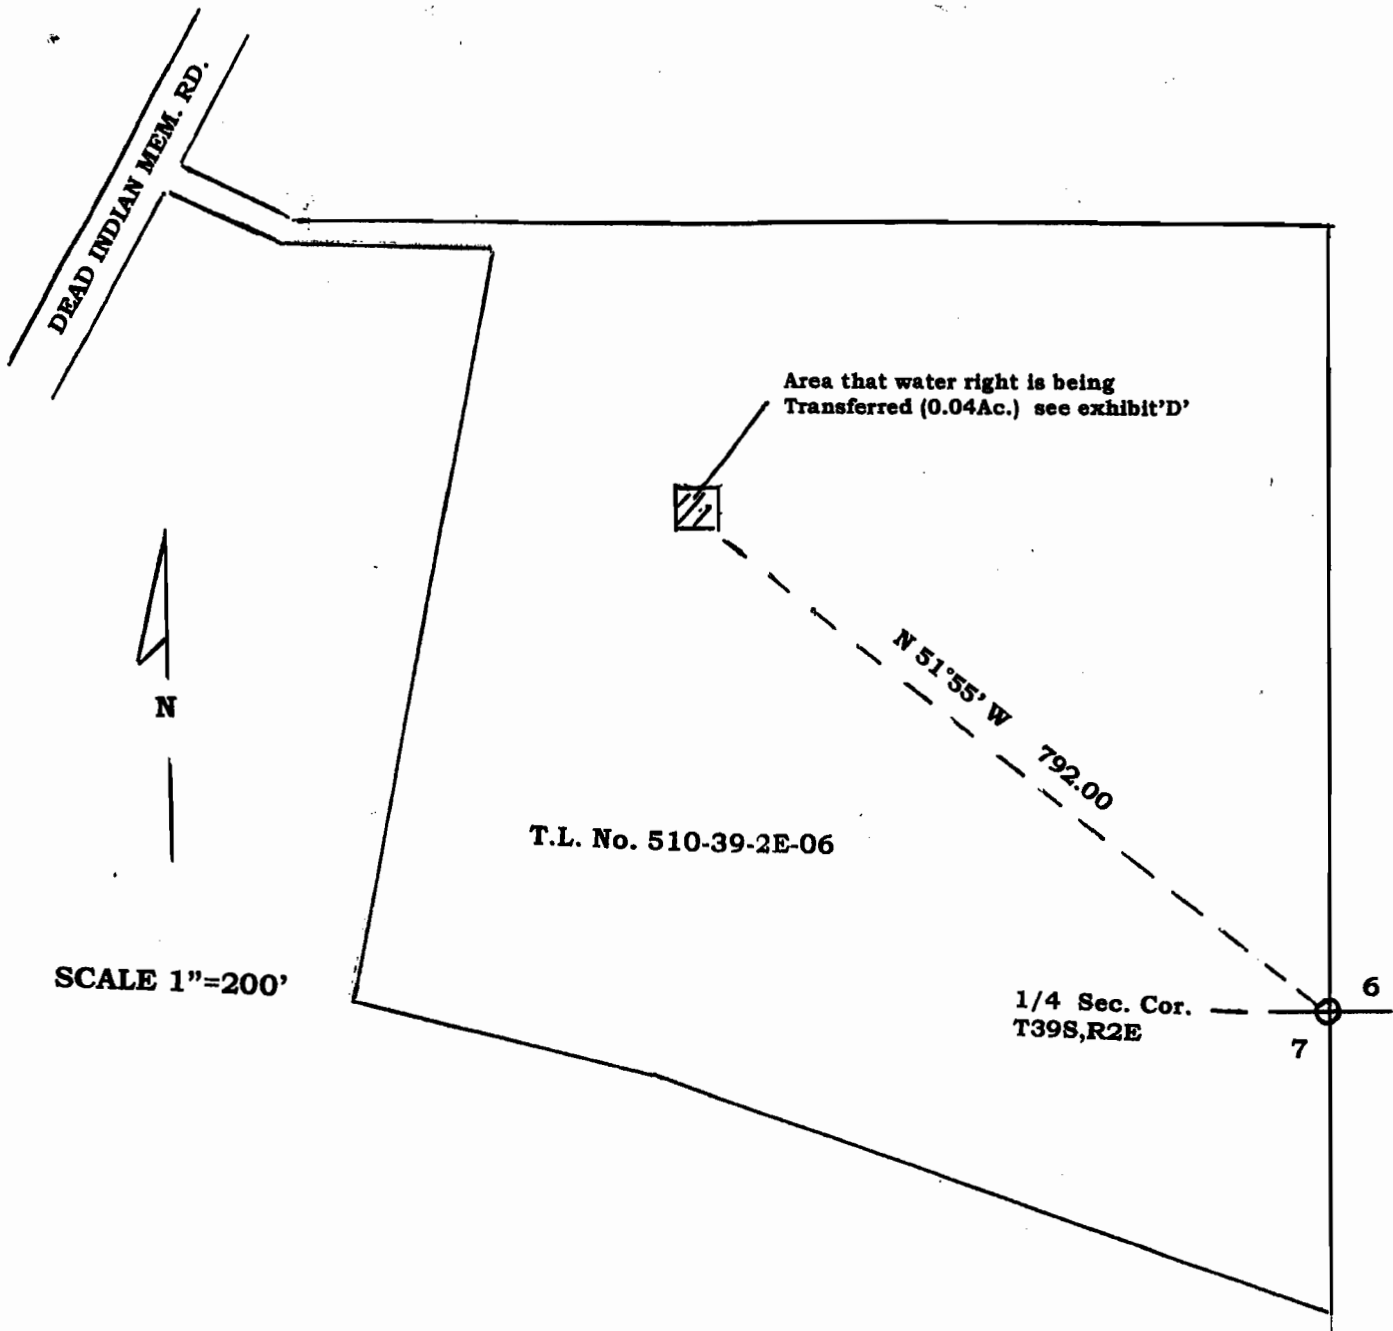 DEAD INDIAN MEM. RD.
Area that water right is being
Transferred (0.04Ac.) see exhibit'D'
N 51°55' W 792.00
N
T.L. No. 510-39-2E-06
SCALE 1"=200'
1/4 Sec. Cor.
T39S,R2E
6
7